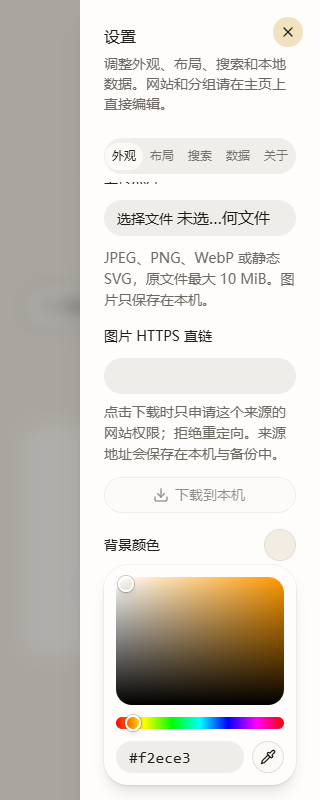 设置
调整外观、布局、搜索和本地
数据。网站和分组请在主页上
直接编辑。
外观 布局 搜索 数据 关于
选择文件 未选...何文件
JPEG、PNG、WebP 或静态
SVG，原文件最大 10 MiB。图
片只保存在本机。
图片 HTTPS 直链
点击下载时只申请这个来源的
网站权限；拒绝重定向。来源
地址会保存在本机与备份中。
下载到本机
背景颜色
#f2ece3